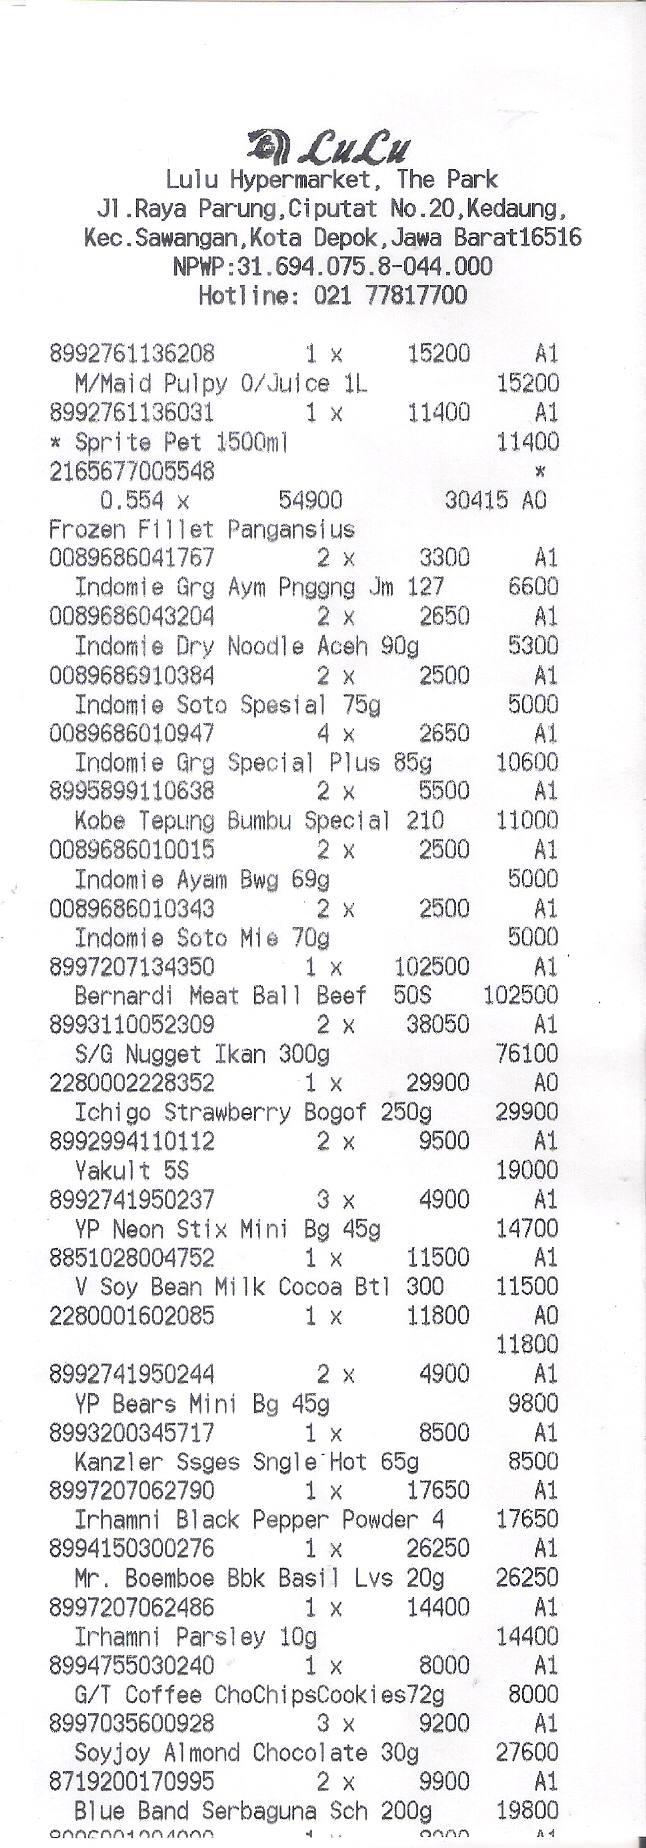 LuLu
Lulu Hypermarket, The Park
Jl.Raya Parung,Ciputat No.20,Kedaung,
Kec.Sawangan,Kota Depok,Jawa Barat16516
NPWP:31.694.075.8-044.000
Hotline: 021 77817700
8992761136208 1 x 15200 A1
M/Maid Pulpy O/Juice 1L 15200
8992761136031 1 x 11400 A1
* Sprite Pet 1500ml 11400
2165677005548 *
0.554 x 54900 30415 A0
Frozen Fillet Pangansius
0089686041767 2 x 3300 A1
Indomie Grg Aym Pnggng Jm 127 6600
0089686043204 2 x 2650 A1
Indomie Dry Noodle Aceh 90g 5300
0089686910384 2 x 2500 A1
Indomie Soto Spesial 75g 5000
0089686010947 4 x 2650 A1
Indomie Grg Special Plus 85g 10600
8995899110638 2 x 5500 A1
Kobe Tepung Bumbu Special 210 11000
0089686010015 2 x 2500 A1
Indomie Ayam Bwg 69g 5000
0089686010343 2 x 2500 A1
Indomie Soto Mie 70g 5000
8997207134350 1 x 102500 A1
Bernardi Meat Ball Beef 50S 102500
8993110052309 2 x 38050 A1
S/G Nugget Ikan 300g 76100
2280002228352 1 x 29900 A0
Ichigo Strawberry Bogof 250g 29900
8992994110112 2 x 9500 A1
Yakult 5S 19000
8992741950237 3 x 4900 A1
YP Neon Stix Mini Bg 45g 14700
8851028004752 1 x 11500 A1
V Soy Bean Milk Cocoa Btl 300 11500
2280001602085 1 x 11800 A0
11800
8992741950244 2 x 4900 A1
YP Bears Mini Bg 45g 9800
8993200345717 1 x 8500 A1
Kanzler Ssges Sngle Hot 65g 8500
8997207062790 1 x 17650 A1
Irhamni Black Pepper Powder 4 17650
8994150300276 1 x 26250 A1
Mr. Boemboe Bbk Basil Lvs 20g 26250
8997207062486 1 x 14400 A1
Irhamni Parsley 10g 14400
8994755030240 1 x 8000 A1
G/T Coffee ChoChipsCookies72g 8000
8997035600928 3 x 9200 A1
Soyjoy Almond Chocolate 30g 27600
8719200170995 2 x 9900 A1
Blue Band Serbaguna Sch 200g 19800